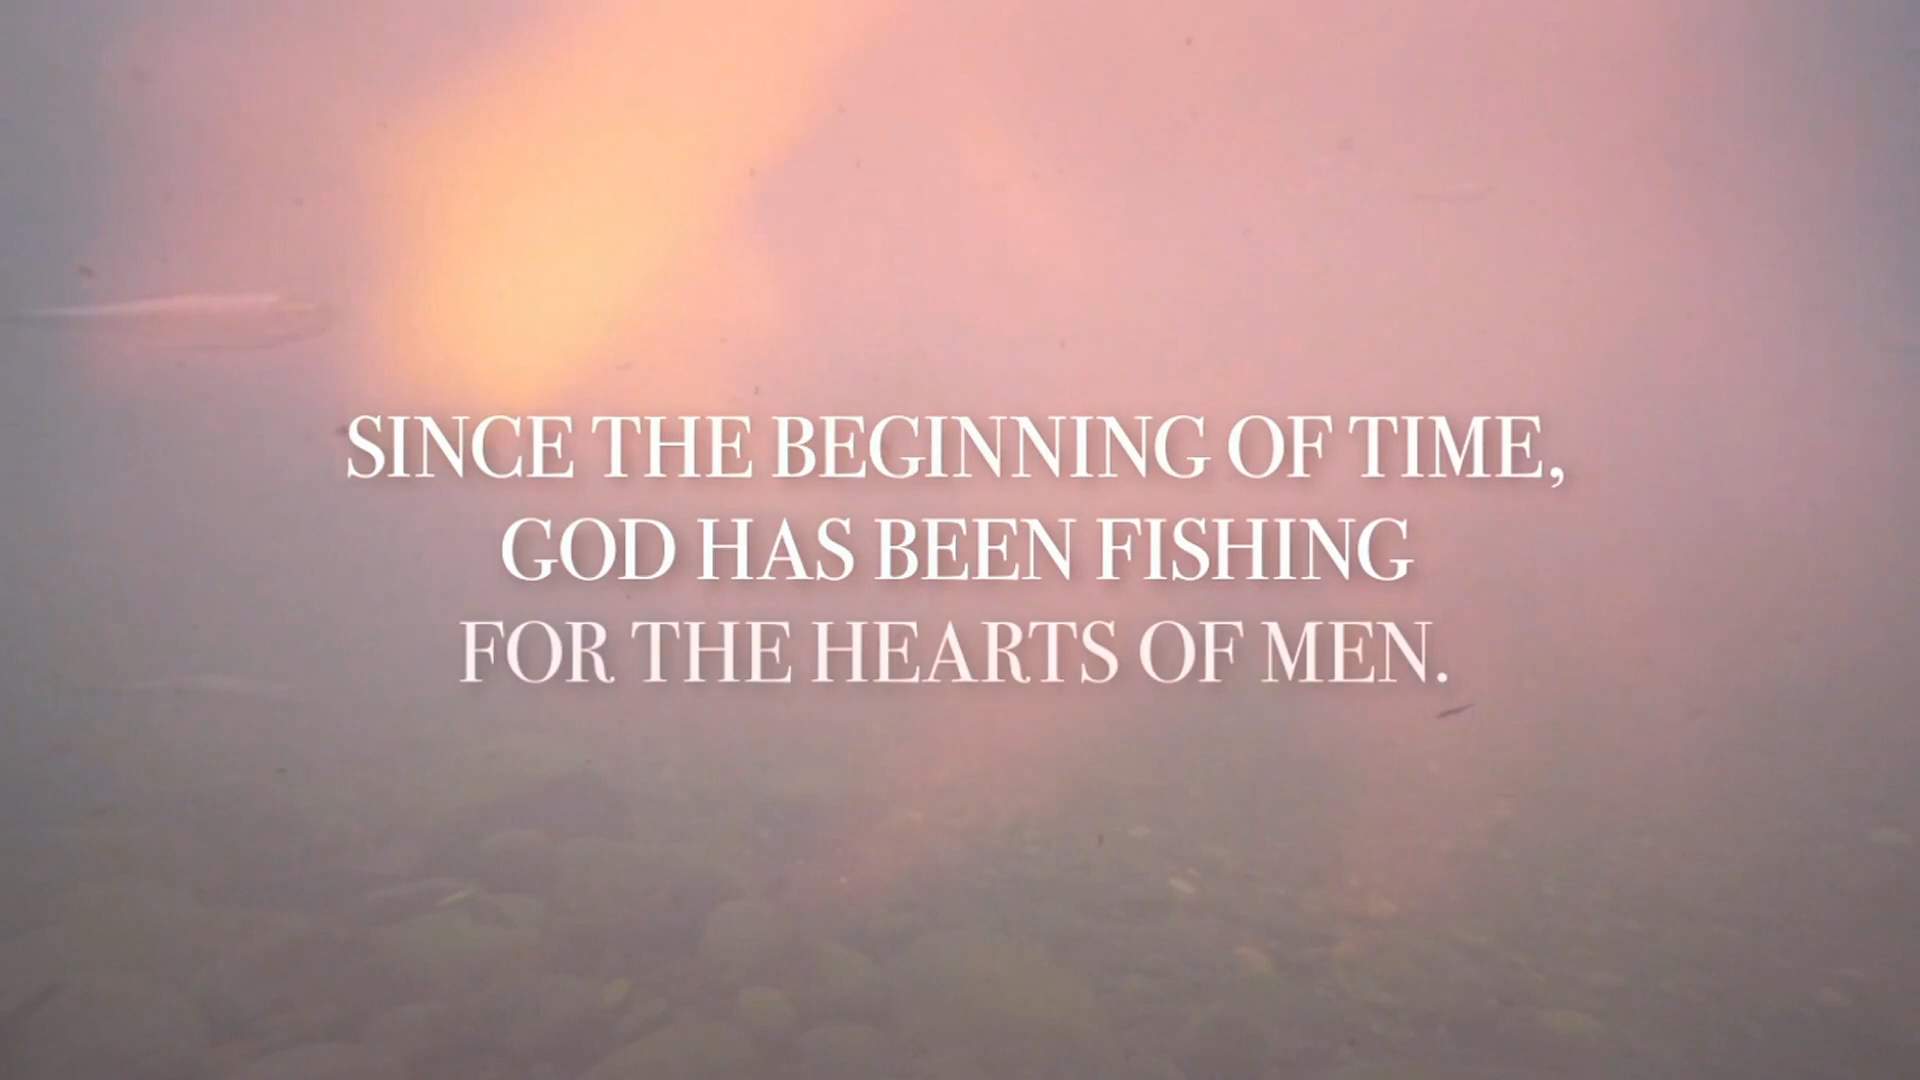 SINCE THE BEGINNING OF TIME,
GOD HAS BEEN FISHING
FOR THE HEARTS OF MEN.